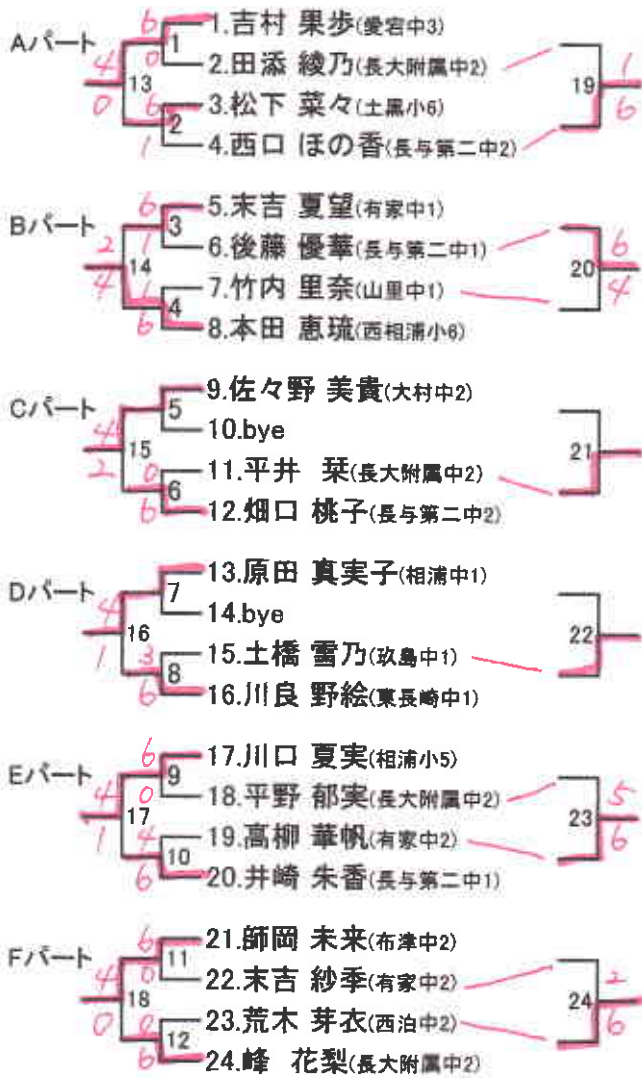 Aパート
6 1.吉村 果歩(愛宕中3)
4 13 0 1 2.田添 綾乃(長大附属中2) 19 1
0 6 3.松下 菜々(土黒小6) 6
1 2 4.西口 ほの香(長与第二中2)
Bパート
6 5.末吉 夏望(有家中1)
2 14 1 3 6.後藤 優華(長与第二中1) 20 6
4 7.竹内 里奈(山里中1) 4
6 4 8.本田 恵琉(西相浦小6)
Cパート
9.佐々野 美貴(大村中2)
4 15 5 10.bye 21
2 0 11.平井 栞(長大附属中2)
6 6 12.畑口 桃子(長与第二中2)
Dパート
13.原田 真実子(相浦中1)
4 16 7 14.bye 22
1 3 15.土橋 雪乃(玖島中1)
6 8 16.川良 野絵(東長崎中1)
Eパート
6 17.川口 夏実(相浦小5)
4 17 0 9 18.平野 郁実(長大附属中2) 23 5
1 4 19.高柳 華帆(有家中2) 6
6 10 20.井崎 朱香(長与第二中1)
Fパート
6 21.師岡 未来(布津中2)
4 18 0 11 22.末吉 紗季(有家中2) 24 2
0 0 23.荒木 芽衣(西泊中2) 6
6 12 24.峰 花梨(長大附属中2)